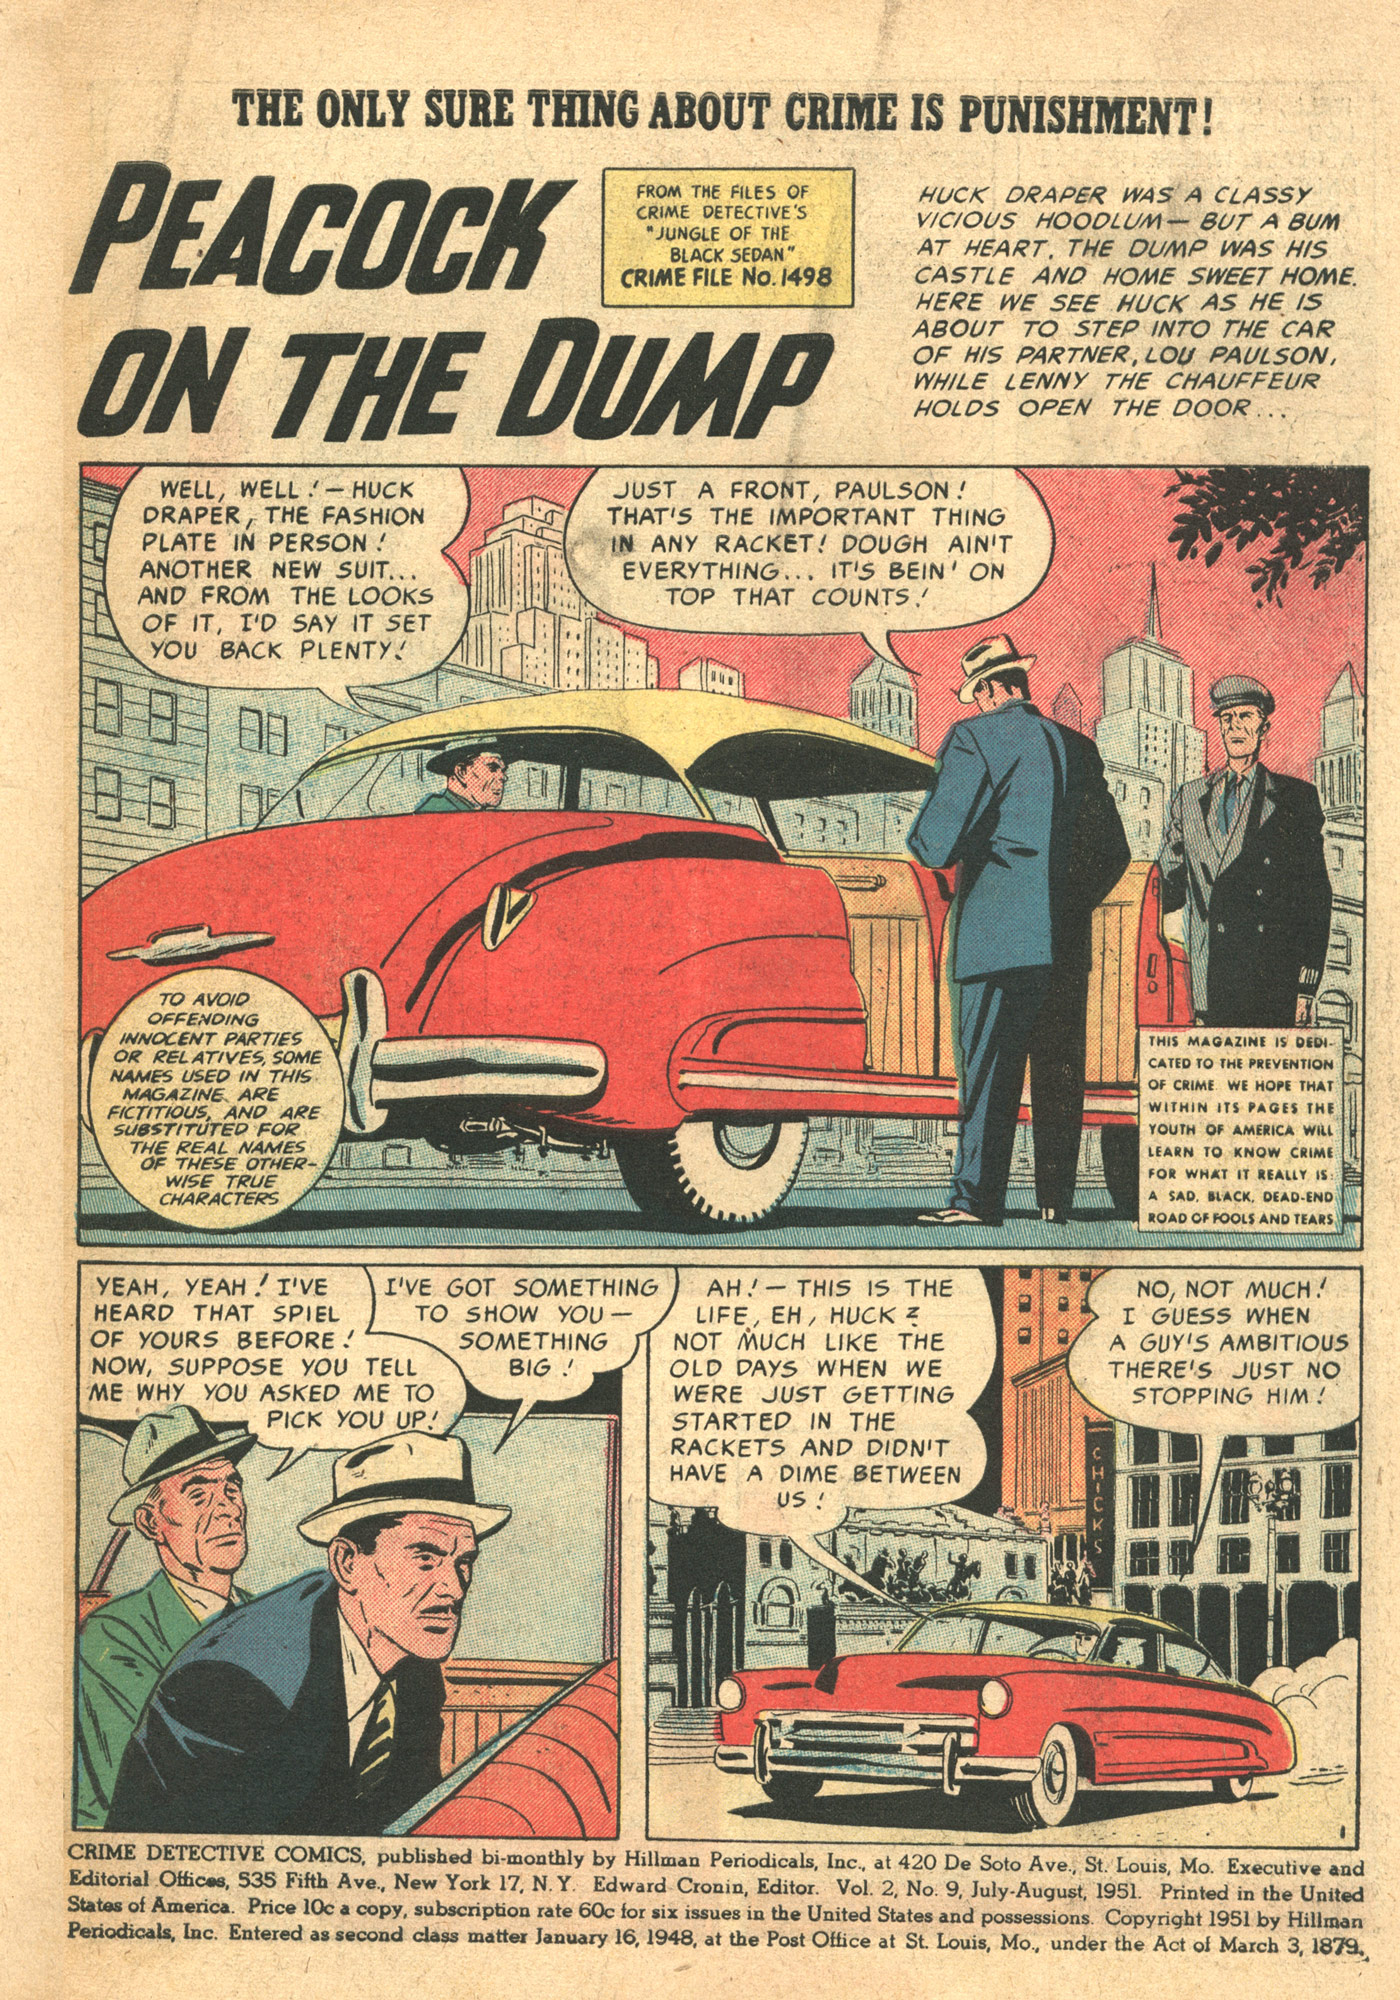 THE ONLY SURE THING ABOUT CRIME IS PUNISHMENT!
PEACOCK
ON THE DUMP
FROM THE FILES OF
CRIME DETECTIVE'S
"JUNGLE OF THE
BLACK SEDAN"
CRIME FILE No. 1498
HUCK DRAPER WAS A CLASSY
VICIOUS HOODLUM — BUT A BUM
AT HEART. THE DUMP WAS HIS
CASTLE AND HOME SWEET HOME.
HERE WE SEE HUCK AS HE IS
ABOUT TO STEP INTO THE CAR
OF HIS PARTNER, LOU PAULSON,
WHILE LENNY THE CHAUFFEUR
HOLDS OPEN THE DOOR...
WELL, WELL! — HUCK
DRAPER, THE FASHION
PLATE IN PERSON!
ANOTHER NEW SUIT...
AND FROM THE LOOKS
OF IT, I'D SAY IT SET
YOU BACK PLENTY!
JUST A FRONT, PAULSON!
THAT'S THE IMPORTANT THING
IN ANY RACKET! DOUGH AIN'T
EVERYTHING... IT'S BEIN' ON
TOP THAT COUNTS!
TO AVOID
OFFENDING
INNOCENT PARTIES
OR RELATIVES, SOME
NAMES USED IN THIS
MAGAZINE ARE
FICTITIOUS, AND ARE
SUBSTITUTED FOR
THE REAL NAMES
OF THESE OTHER-
WISE TRUE
CHARACTERS
THIS MAGAZINE IS DEDI-
CATED TO THE PREVENTION
OF CRIME. WE HOPE THAT
WITHIN ITS PAGES THE
YOUTH OF AMERICA WILL
LEARN TO KNOW CRIME
FOR WHAT IT REALLY IS:
A SAD, BLACK, DEAD-END
ROAD OF FOOLS AND TEARS
YEAH, YEAH! I'VE
HEARD THAT SPIEL
OF YOURS BEFORE!
NOW, SUPPOSE YOU TELL
ME WHY YOU ASKED ME TO
PICK YOU UP!
I'VE GOT SOMETHING
TO SHOW YOU —
SOMETHING
BIG!
AH! — THIS IS THE
LIFE, EH, HUCK?
NOT MUCH LIKE THE
OLD DAYS WHEN WE
WERE JUST GETTING
STARTED IN THE
RACKETS AND DIDN'T
HAVE A DIME BETWEEN
US!
NO, NOT MUCH!
I GUESS WHEN
A GUY'S AMBITIOUS
THERE'S JUST NO
STOPPING HIM!
CHICKS
1
CRIME DETECTIVE COMICS, published bi-monthly by Hillman Periodicals, Inc., at 420 De Soto Ave., St. Louis, Mo. Executive and
Editorial Offices, 535 Fifth Ave., New York 17, N. Y. Edward Cronin, Editor. Vol. 2, No. 9, July-August, 1951. Printed in the United
States of America. Price 10c a copy, subscription rate 60c for six issues in the United States and possessions. Copyright 1951 by Hillman
Periodicals, Inc. Entered as second class matter January 16, 1948, at the Post Office at St. Louis, Mo., under the Act of March 3, 1879.